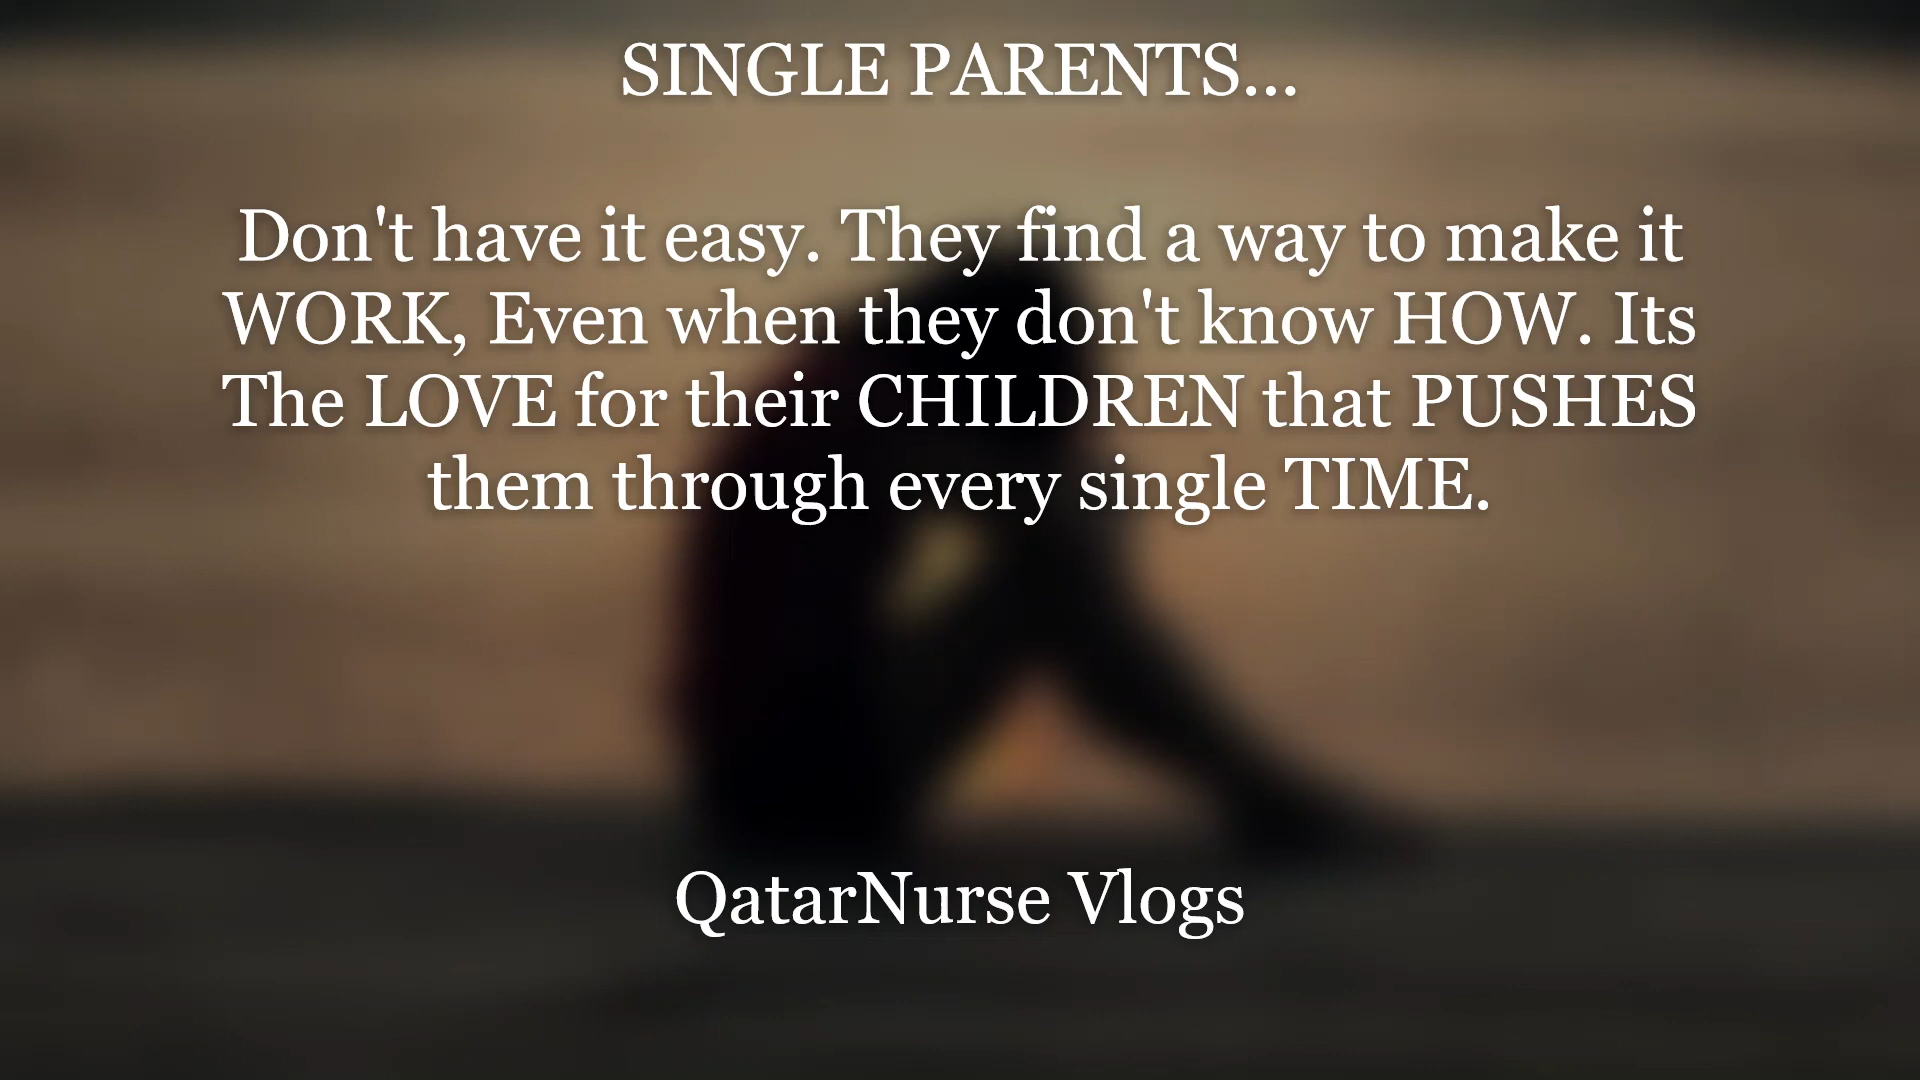 SINGLE PARENTS...
Don't have it easy. They find a way to make it
WORK, Even when they don't know HOW. Its
The LOVE for their CHILDREN that PUSHES
them through every single TIME.
QatarNurse Vlogs